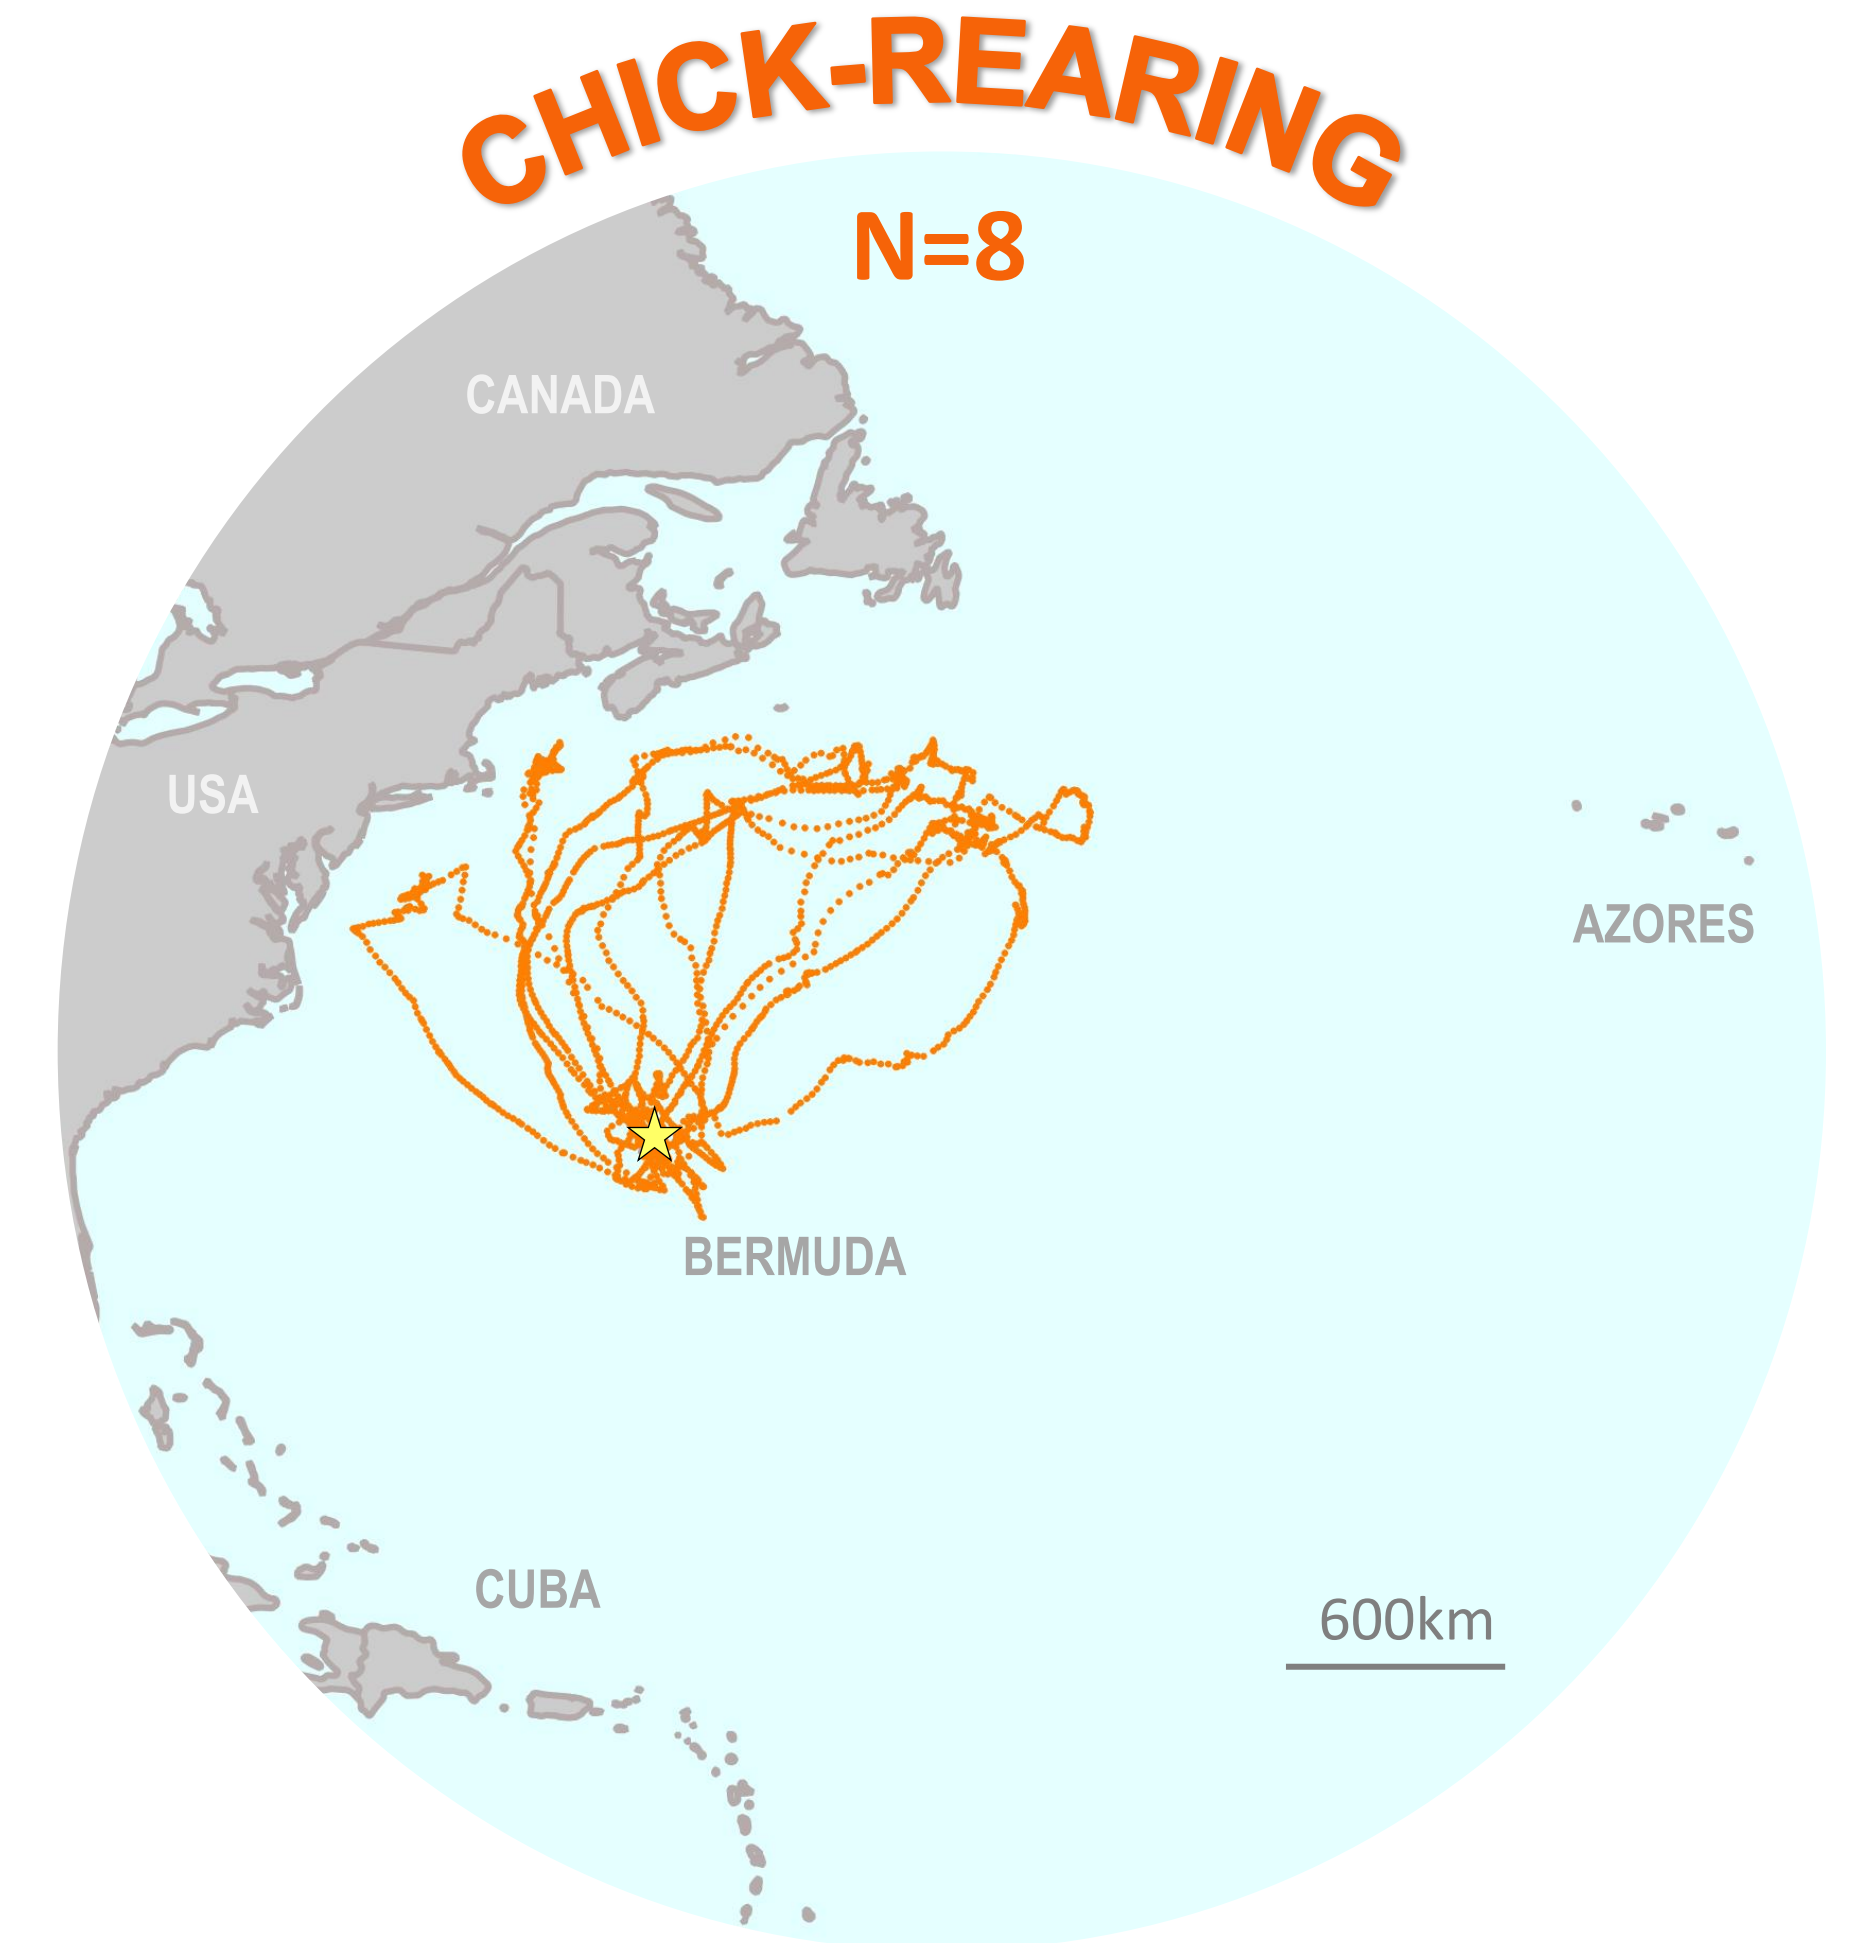 CHICK-REARING
N=8
CANADA
USA
AZORES
BERMUDA
CUBA
600km